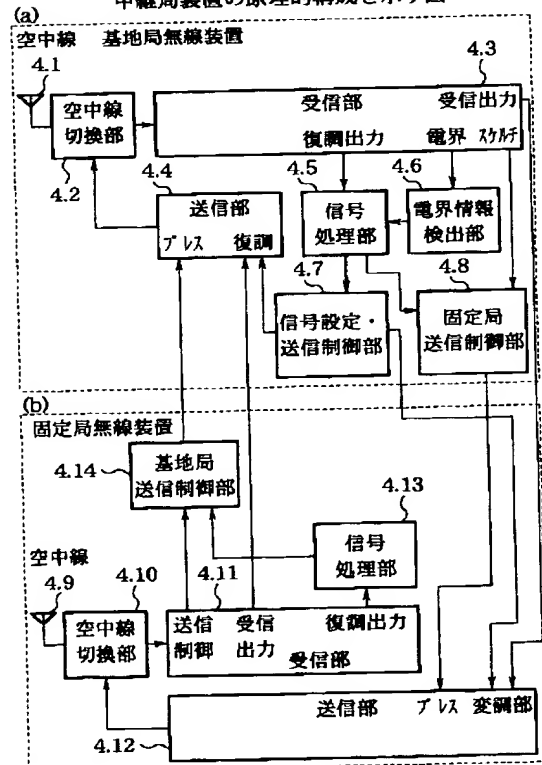 中継局装置の原理的構成を示す図
(a)
空中線 基地局無線装置
4.1
4.3
空中線
切換部
受信部 受信出力
復調出力 電界 スケルチ
4.2
4.4
4.5
4.6
送信部
プレス 復調
信号
処理部
電界情報
検出部
4.7
4.8
信号設定・
送信制御部
固定局
送信制御部
(b)
固定局無線装置
4.14
基地局
送信制御部
4.13
信号
処理部
空中線
4.9
4.10
4.11
空中線
切換部
送信 受信 復調出力
制御 出力
受信部
送信部 プレス 変調部
4.12